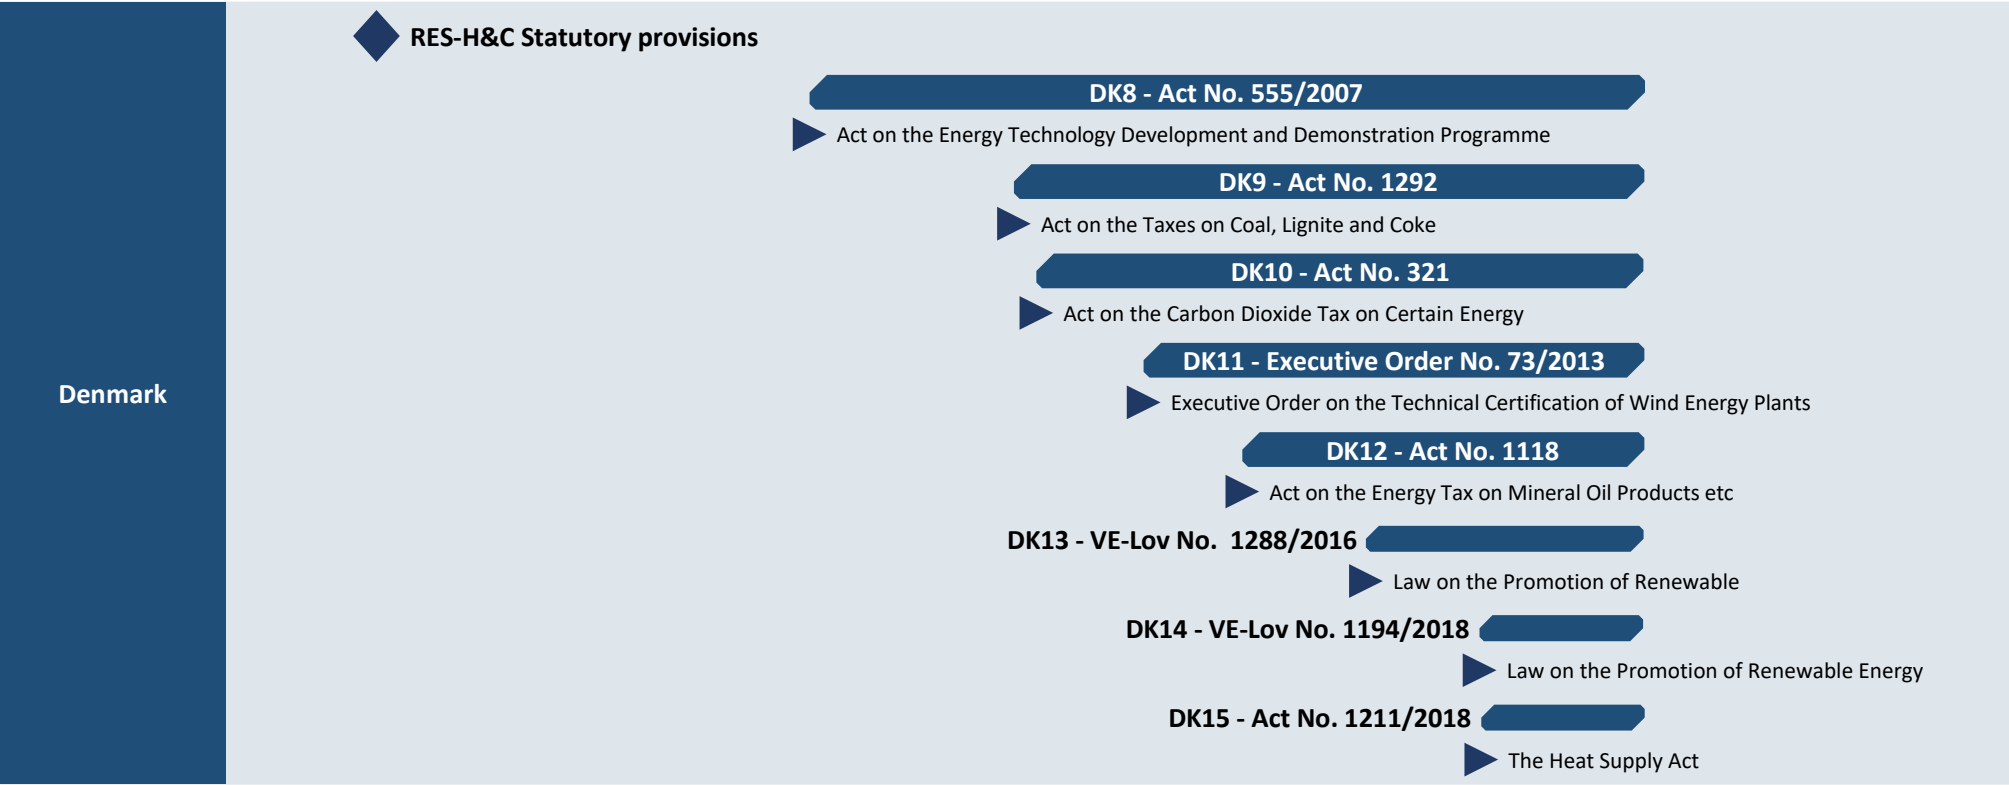 RES-H&C Statutory provisions
DK8 - Act No. 555/2007
Act on the Energy Technology Development and Demonstration Programme
DK9 - Act No. 1292
Act on the Taxes on Coal, Lignite and Coke
DK10 - Act No. 321
Act on the Carbon Dioxide Tax on Certain Energy
DK11 - Executive Order No. 73/2013
Denmark
Executive Order on the Technical Certification of Wind Energy Plants
DK12 - Act No. 1118
Act on the Energy Tax on Mineral Oil Products etc
DK13 - VE-Lov No.  1288/2016
Law on the Promotion of Renewable
DK14 - VE-Lov No. 1194/2018
Law on the Promotion of Renewable Energy
DK15 - Act No. 1211/2018
The Heat Supply Act